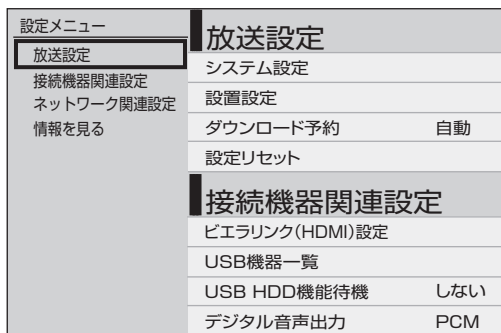 設定メニュー
放送設定
接続機器関連設定
ネットワーク関連設定
情報を見る
放送設定
システム設定
設置設定
ダウンロード予約 自動
設定リセット
接続機器関連設定
ビエラリンク(HDMI)設定
USB機器一覧
USB HDD機能待機 しない
デジタル音声出力 PCM